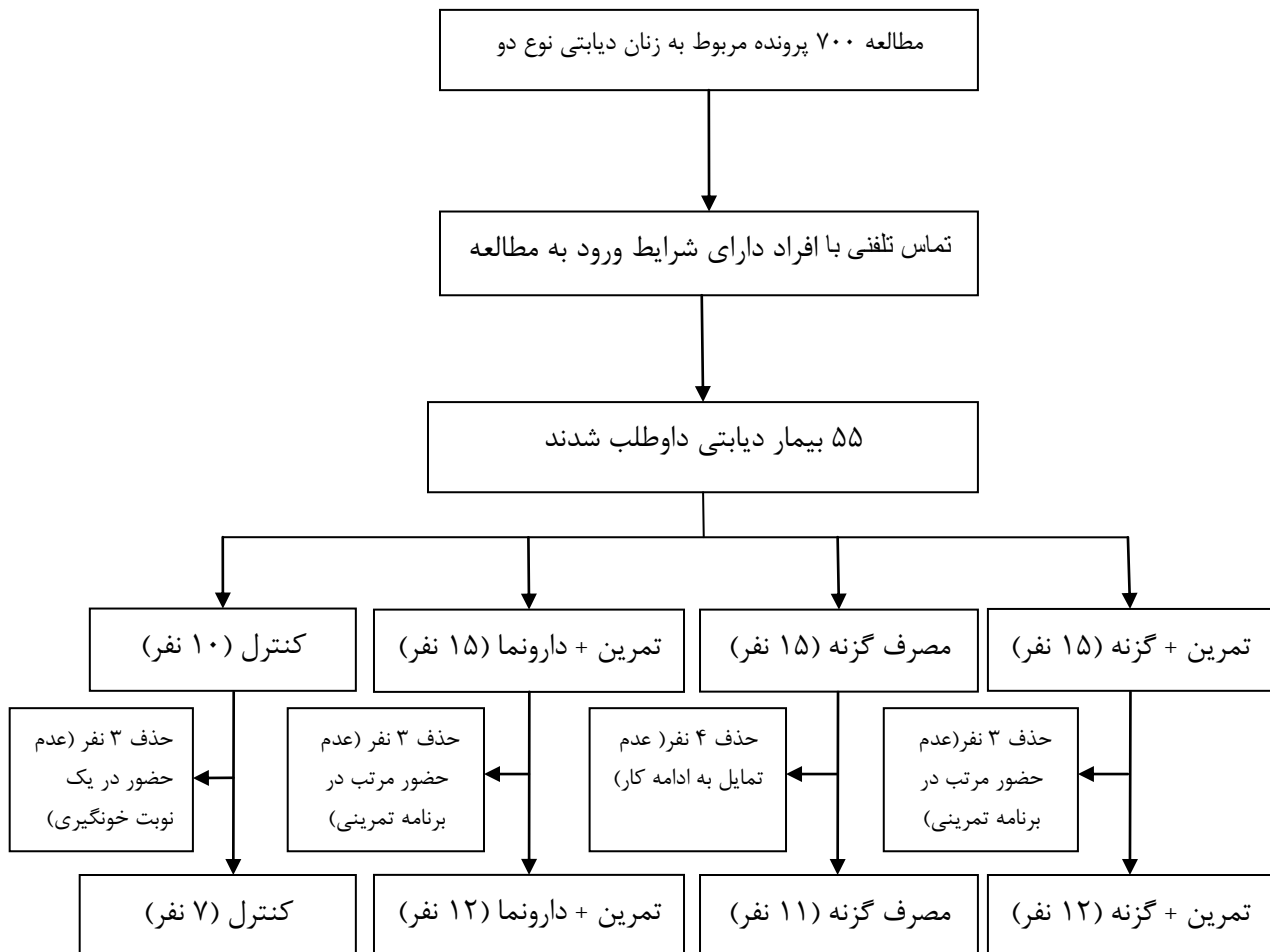 مطالعه ۷۰۰ پرونده مربوط به زنان دیابتی نوع دو
تماس تلفنی با افراد دارای شرایط ورود به مطالعه
۵۵ بیمار دیابتی داوطلب شدند
تمرین + گزنه (۱۵ نفر)
مصرف گزنه (۱۵ نفر)
تمرین + دارونما (۱۵ نفر)
کنترل (۱۰ نفر)
حذف ۳ نفر(عدم
حضور مرتب در
برنامه تمرینی)
حذف ۴ نفر( عدم
تمایل به ادامه کار)
حذف ۳ نفر (عدم
حضور مرتب در
برنامه تمرینی)
حذف ۳ نفر (عدم
حضور در یک
نوبت خونگیری)
تمرین + گزنه (۱۲ نفر)
مصرف گزنه (۱۱ نفر)
تمرین + دارونما (۱۲ نفر)
کنترل (۷ نفر)